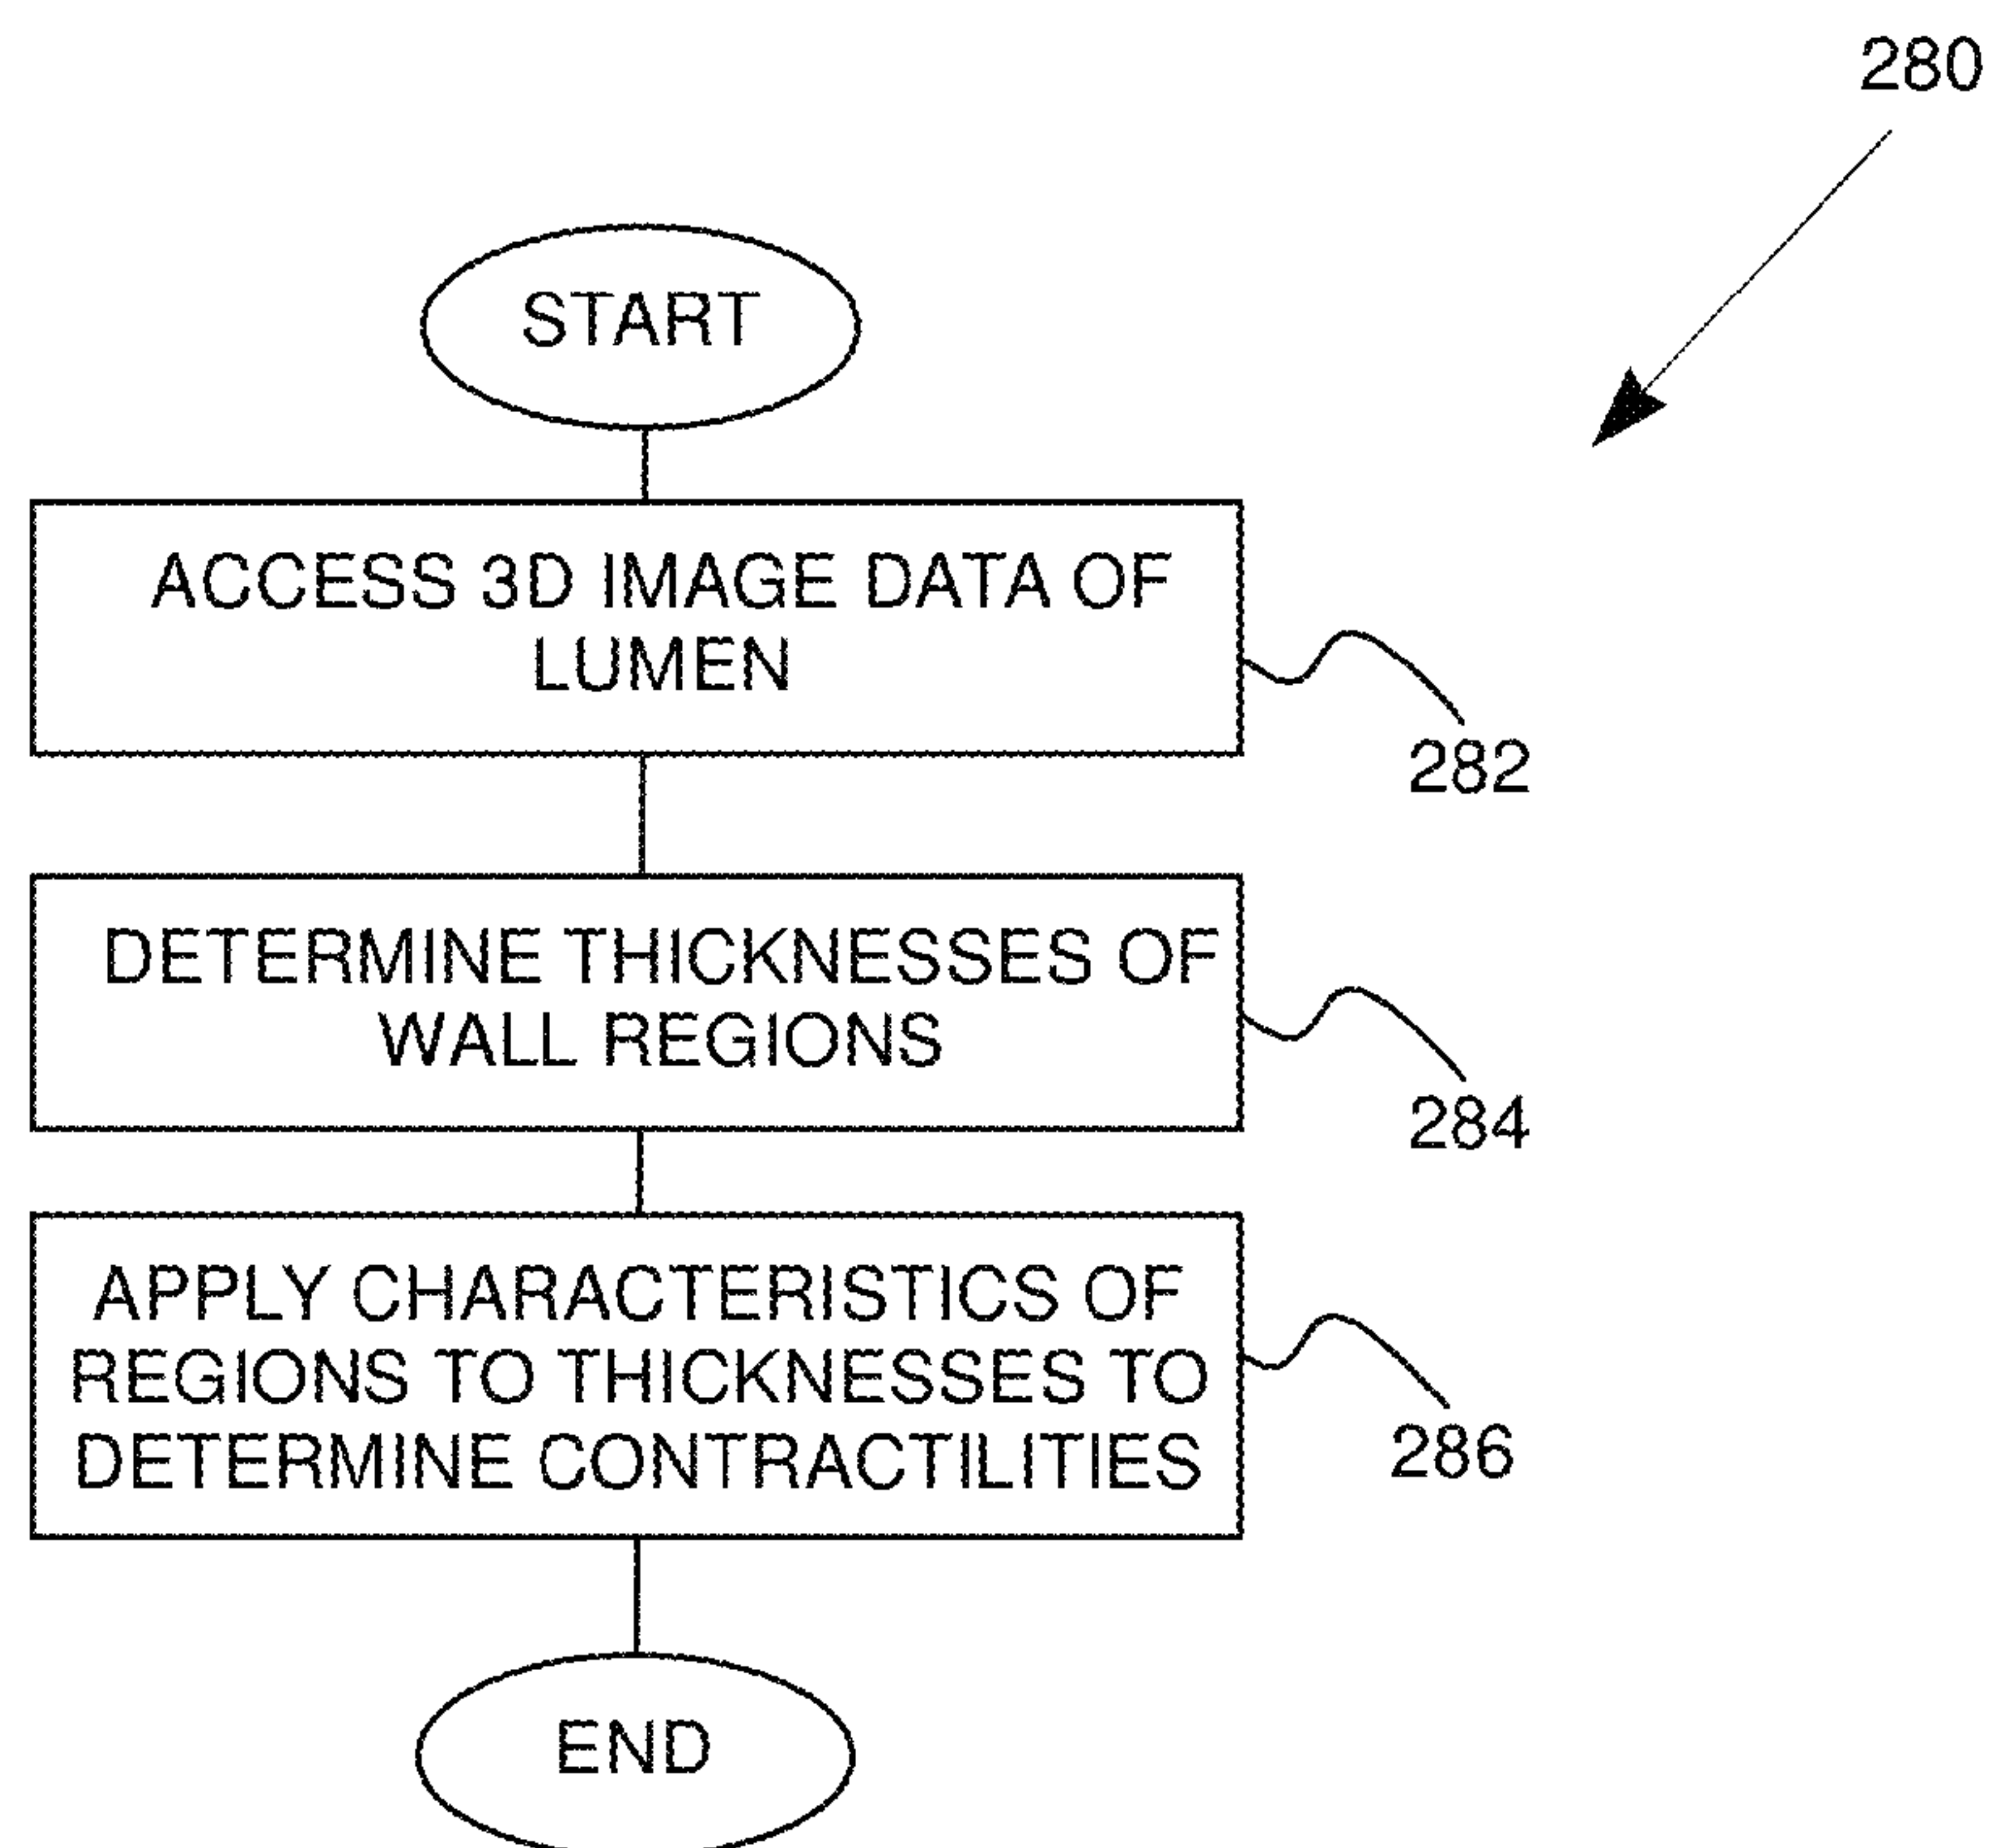 280
START
ACCESS 3D IMAGE DATA OF
LUMEN
282
DETERMINE THICKNESSES OF
WALL REGIONS
284
APPLY CHARACTERISTICS OF
REGIONS TO THICKNESSES TO
DETERMINE CONTRACTILITIES
286
END